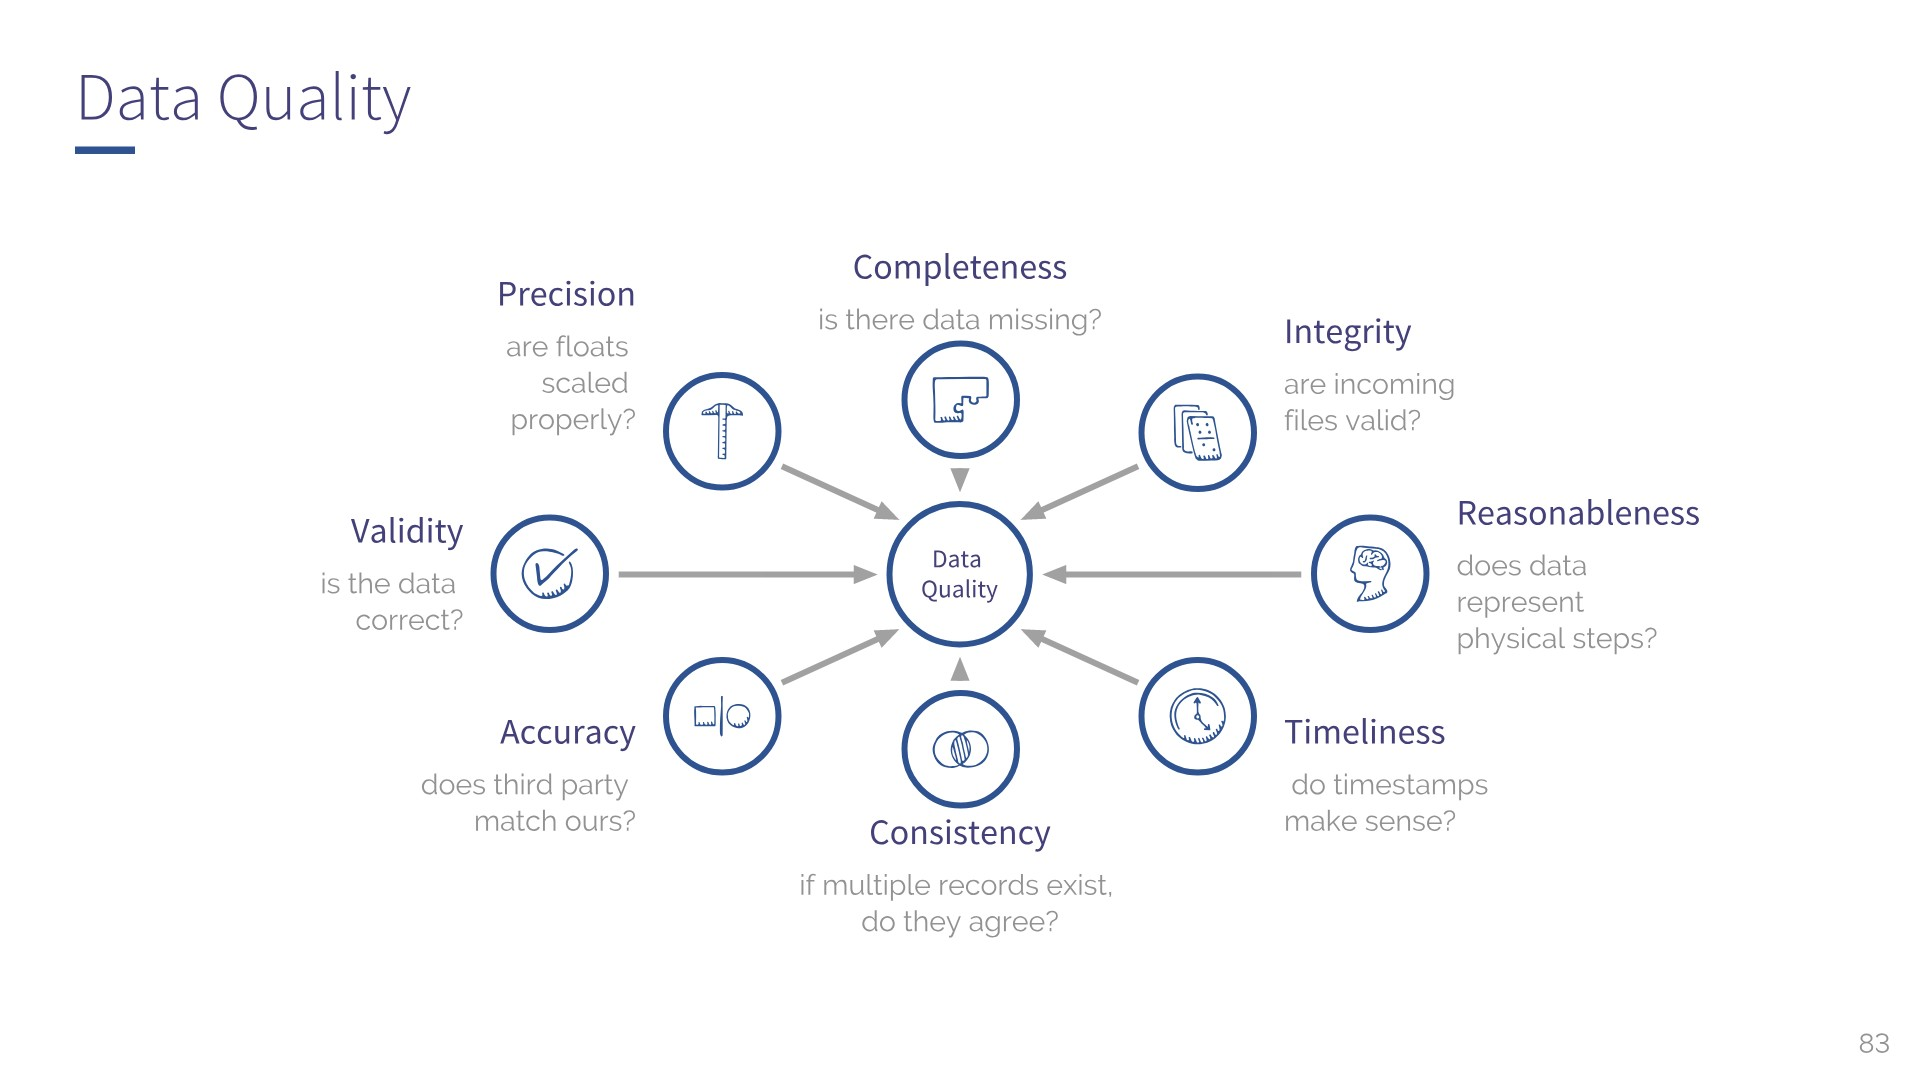 Data Quality
Completeness
is there data missing?
Precision
are floats
scaled
properly?
Integrity
are incoming
files valid?
Validity
is the data
correct?
Data
Quality
Reasonableness
does data
represent
physical steps?
Accuracy
does third party
match ours?
Timeliness
do timestamps
make sense?
Consistency
if multiple records exist,
do they agree?
83